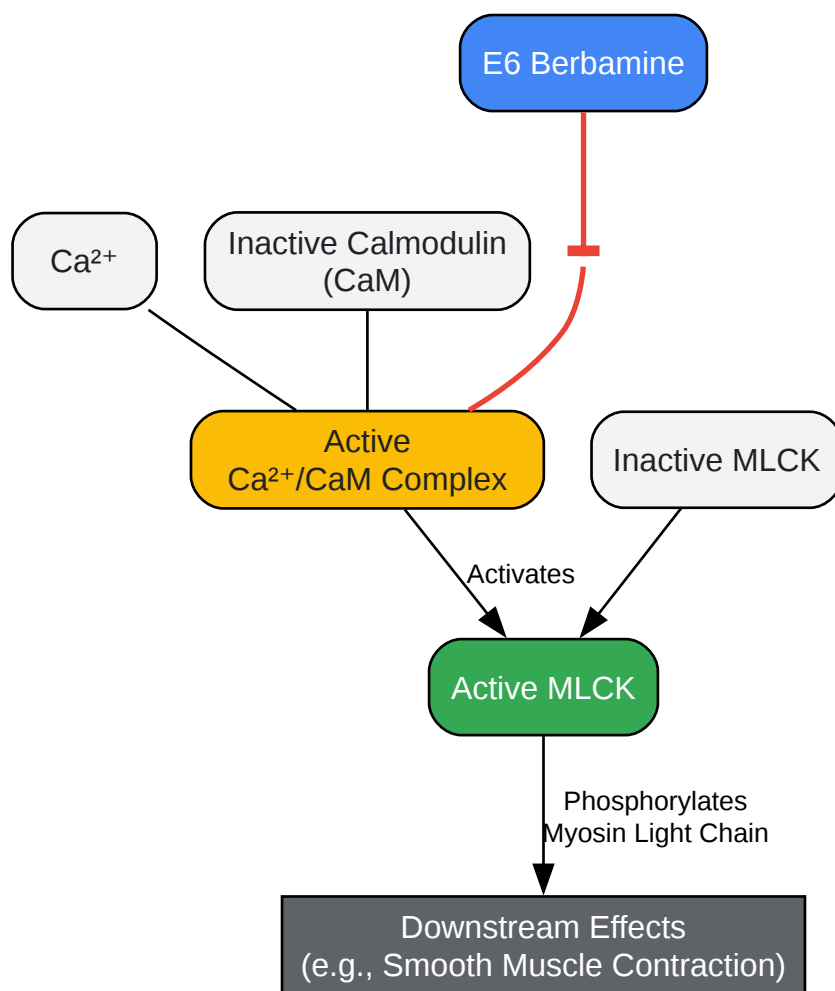 E6 Berbamine
Ca²⁺
Inactive Calmodulin
(CaM)
Active
Ca²⁺/CaM Complex
Inactive MLCK
Activates
Active MLCK
Phosphorylates
Myosin Light Chain
Downstream Effects
(e.g., Smooth Muscle Contraction)